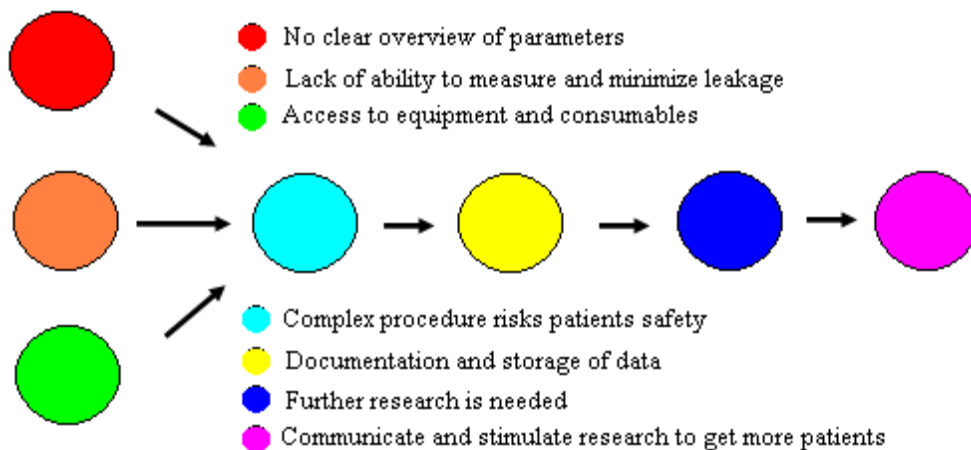 No clear overview of parameters
Lack of ability to measure and minimize leakage
Access to equipment and consumables
Complex procedure risks patients safety
Documentation and storage of data
Further research is needed
Communicate and stimulate research to get more patients